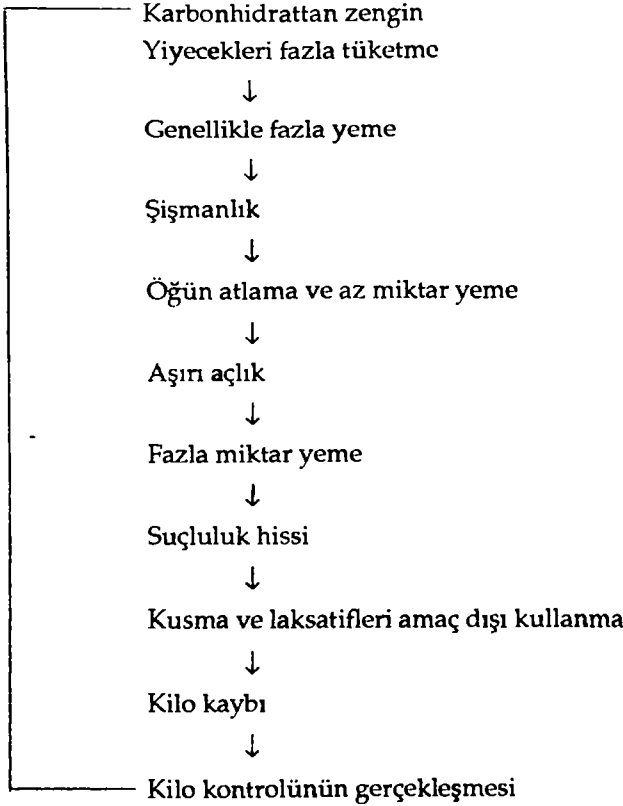 Karbonhidrattan zengin
Yiyecekleri fazla tüketme
↓
Genellikle fazla yeme
↓
Şişmanlık
↓
Öğün atlama ve az miktar yeme
↓
Aşırı açlık
↓
Fazla miktar yeme
↓
Suçluluk hissi
↓
Kusma ve laksatifleri amaç dışı kullanma
↓
Kilo kaybı
↓
Kilo kontrolünün gerçekleşmesi